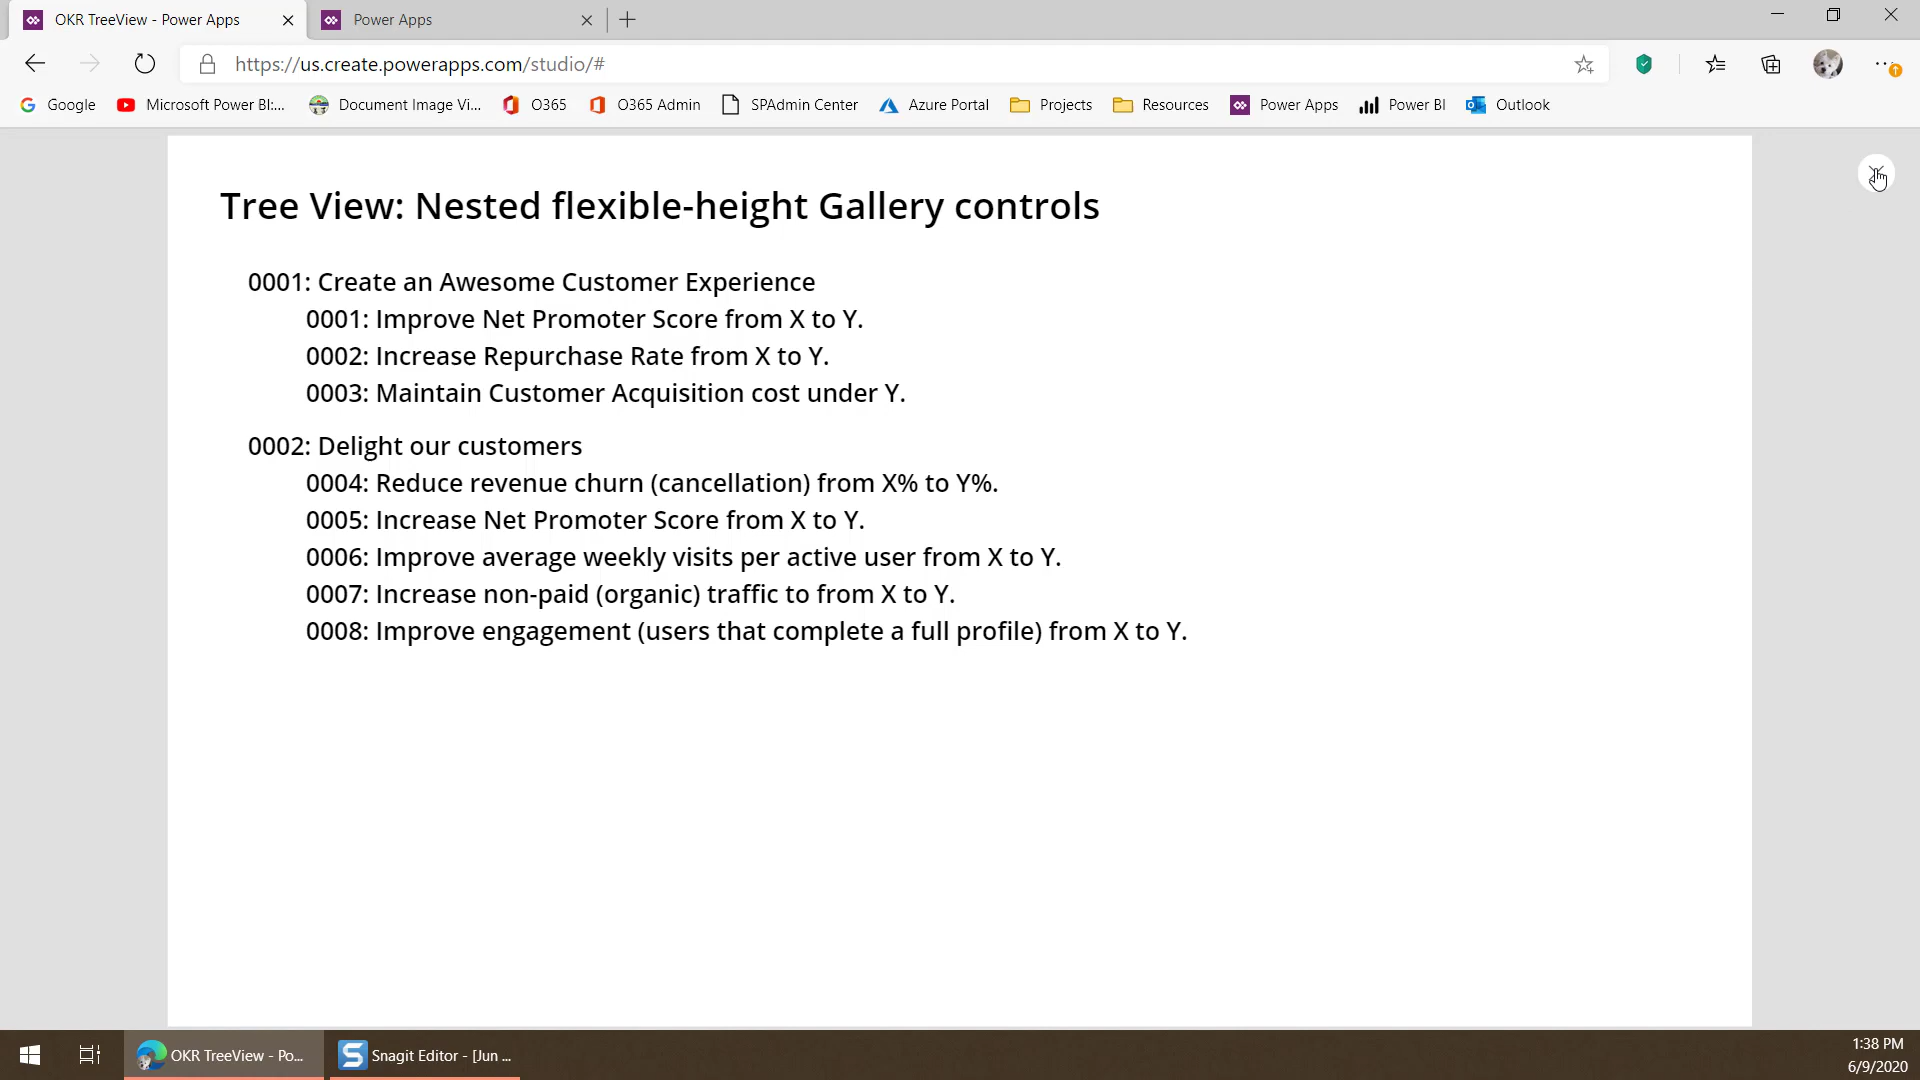 OKR TreeView - Power Apps
Power Apps
https://us.create.powerapps.com/studio/#
Google
Microsoft Power BI:...
Document Image Vi...
O365
O365 Admin
SPAdmin Center
Azure Portal
Projects
Resources
Power Apps
Power BI
Outlook
Tree View: Nested flexible-height Gallery controls
0001: Create an Awesome Customer Experience
0001: Improve Net Promoter Score from X to Y.
0002: Increase Repurchase Rate from X to Y.
0003: Maintain Customer Acquisition cost under Y.
0002: Delight our customers
0004: Reduce revenue churn (cancellation) from X% to Y%.
0005: Increase Net Promoter Score from X to Y.
0006: Improve average weekly visits per active user from X to Y.
0007: Increase non-paid (organic) traffic to from X to Y.
0008: Improve engagement (users that complete a full profile) from X to Y.
OKR TreeView - Po...
Snagit Editor - [Jun ...
1:38 PM
6/9/2020